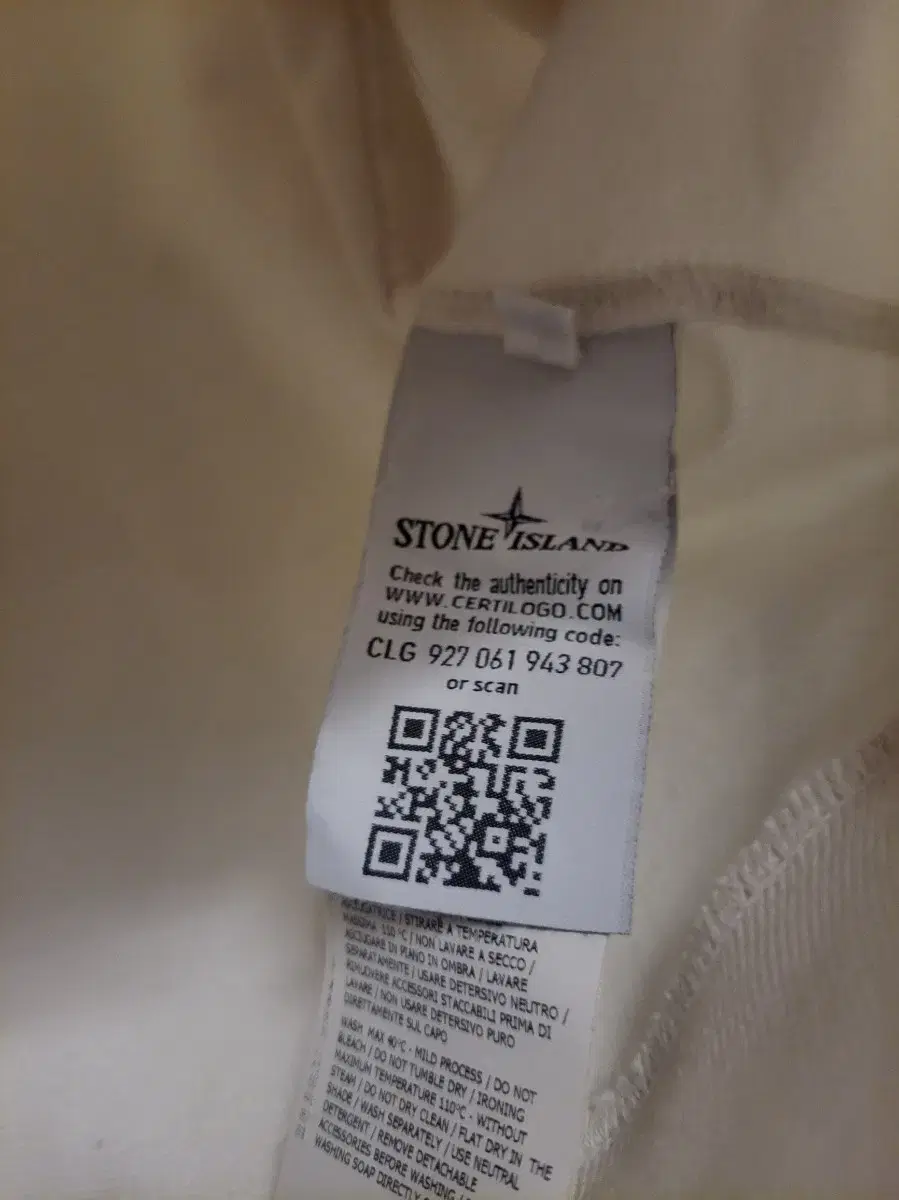 STONE ISLAND
Check the authenticity on
WWW.CERTILOGO.COM
using the following code:
CLG 927 061 943 807
or scan
/ STIRARE A TEMPERATURA
MASSIMA 110 °C / NON LAVARE A SECCO /
ASCIUGARE IN PIANO IN OMBRA / LAVARE
SEPARATAMENTE / USARE DETERSIVO NEUTRO /
RIMUOVERE ACCESSORI STACCABILI PRIMA DI
LAVARE / NON USARE DETERSIVO PURO
DIRETTAMENTE SUL CAPO
WASH MAX 40°C - MILD PROCESS / DO NOT
BLEACH / DO NOT TUMBLE DRY / IRONING
MAXIMUM TEMPERATURE 110°C - WITHOUT
STEAM / DO NOT DRY CLEAN / FLAT DRY IN THE
SHADE / WASH SEPARATELY / USE NEUTRAL
DETERGENT / REMOVE DETACHABLE
ACCESSORIES BEFORE WASHING /
WASHING SOAP DIRECTLY